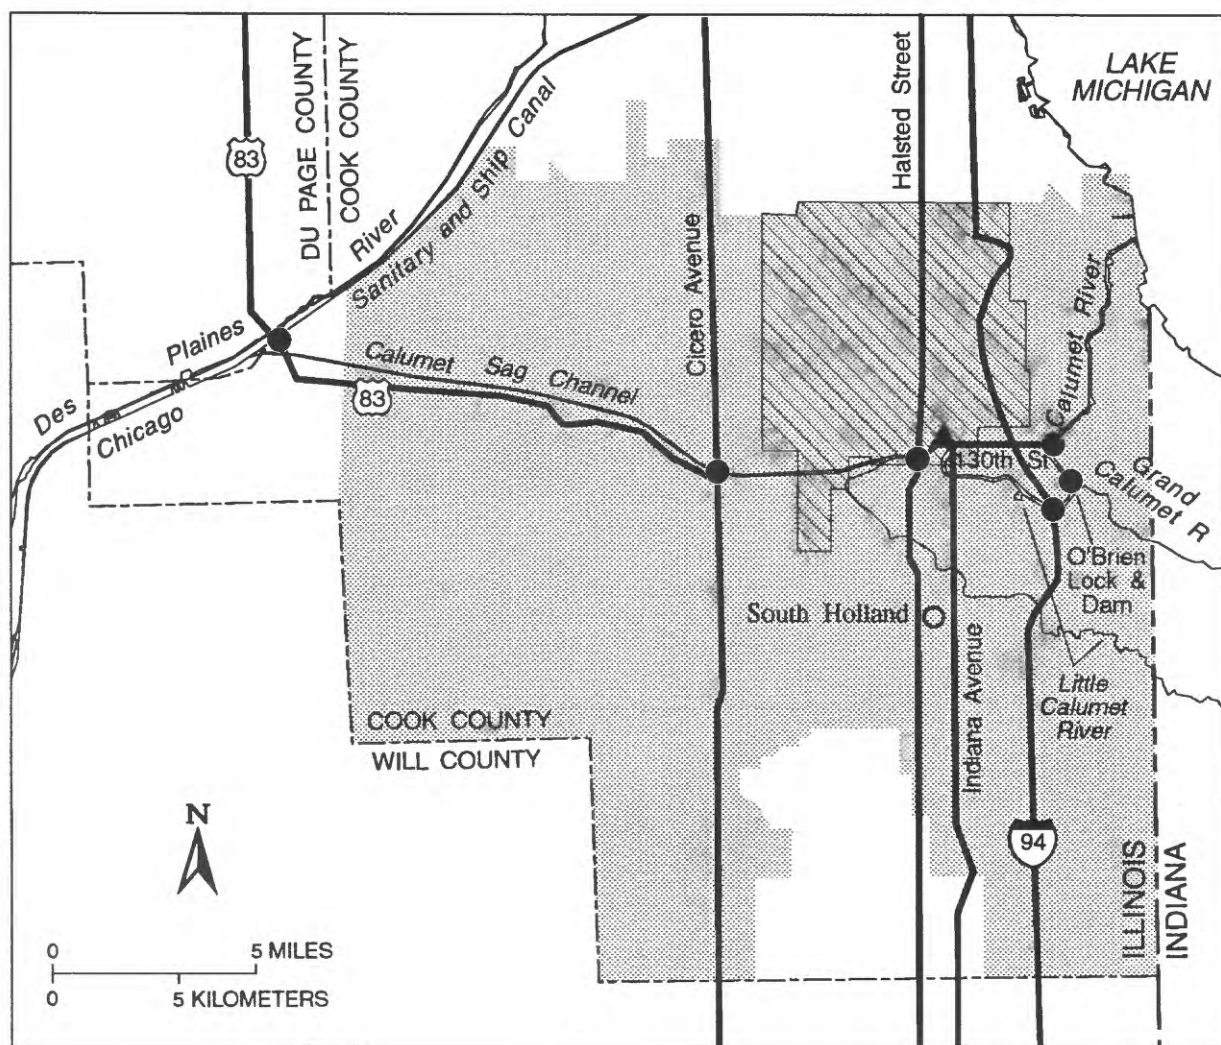 LAKE
MICHIGAN
DU PAGE COUNTY
COOK COUNTY
83
Halsted Street
Cicero Avenue
River
Sanitary and Ship Canal
Plaines
Des
Chicago
Calumet Sag Channel
83
Calumet River
130th St
Grand
Calumet R
O'Brien
Lock &
Dam
South Holland
Indiana Avenue
Little
Calumet
River
COOK COUNTY
WILL COUNTY
N
94
ILLINOIS
INDIANA
0 5 MILES
0 5 KILOMETERS